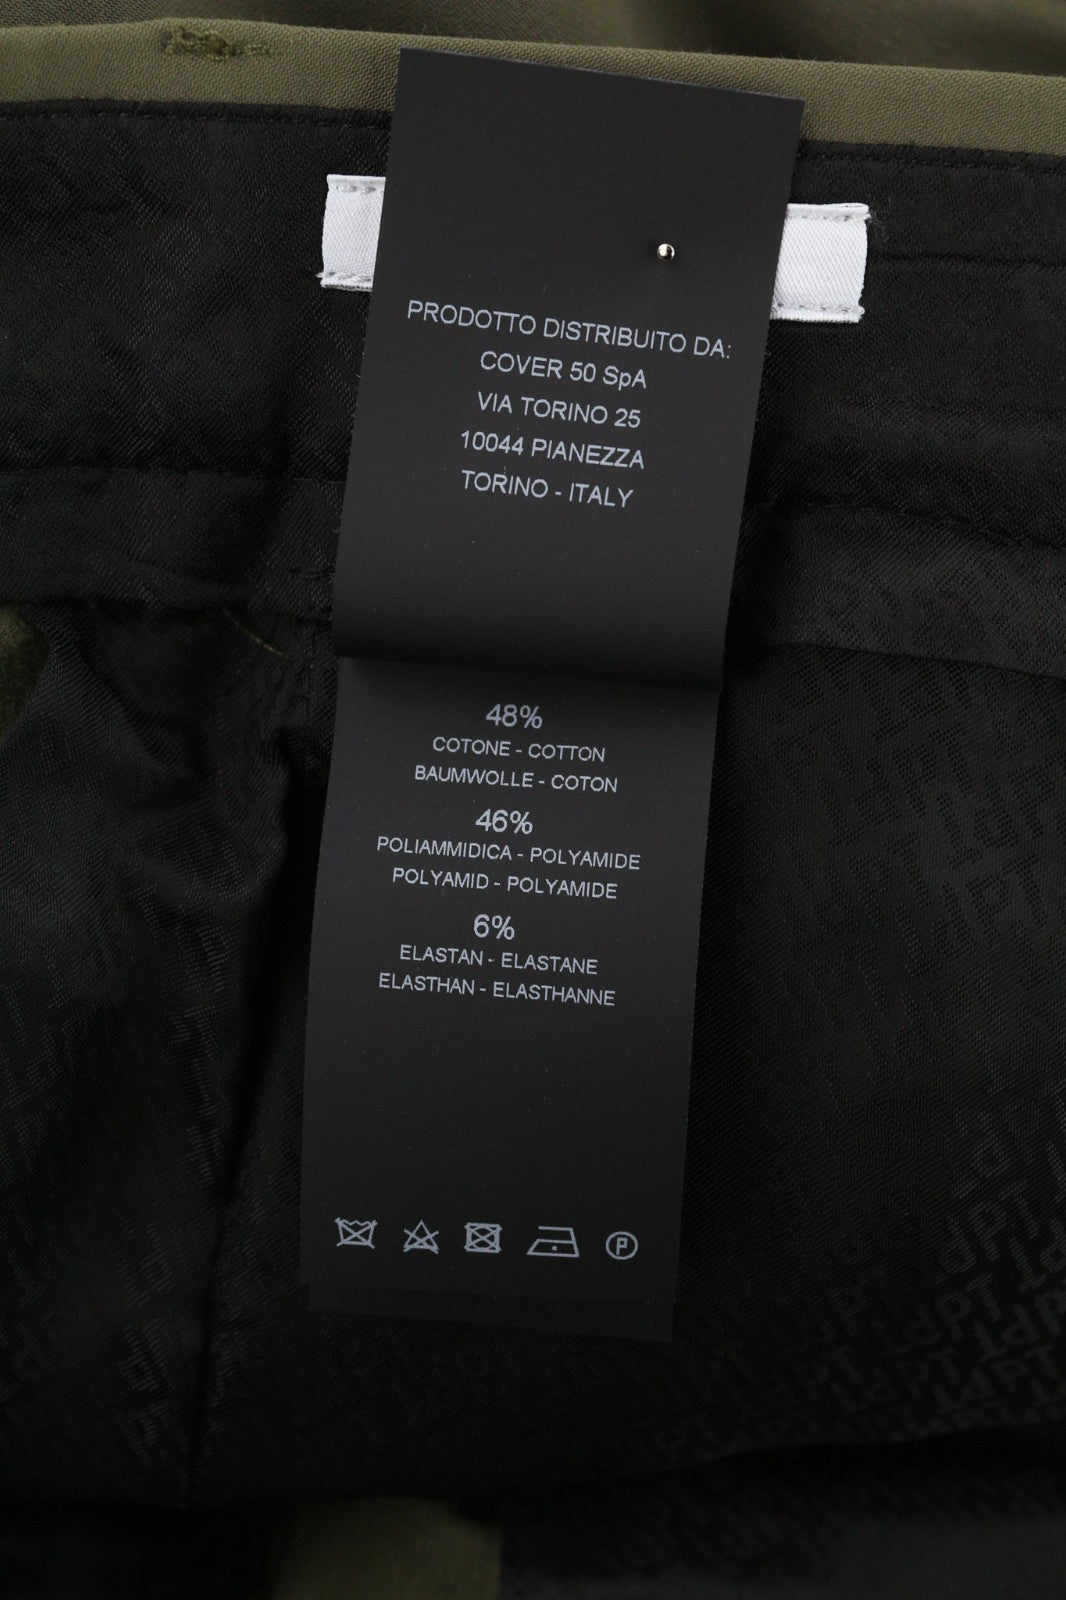 PRODOTTO DISTRIBUITO DA:
COVER 50 SpA
VIA TORINO 25
10044 PIANEZZA
TORINO - ITALY
48%
COTONE - COTTON
BAUMWOLLE - COTON
46%
POLIAMMIDICA - POLYAMIDE
POLYAMID - POLYAMIDE
6%
ELASTAN - ELASTANE
ELASTHAN - ELASTHANNE
P